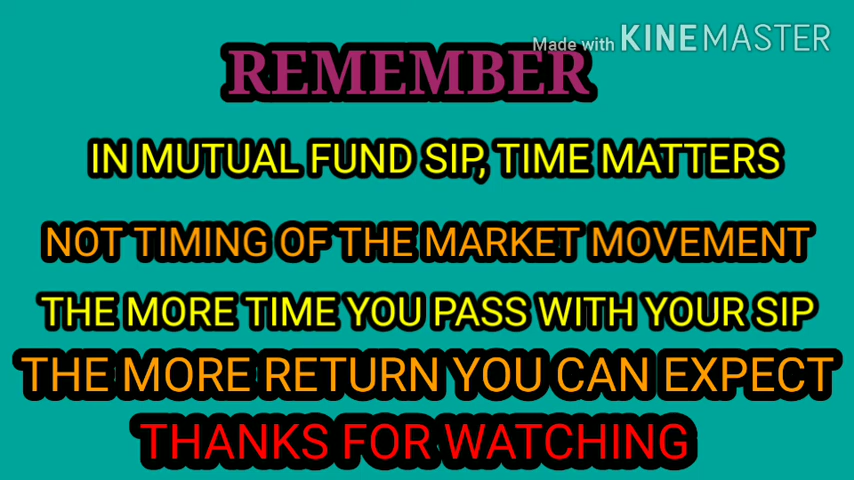 Made with KINEMASTER
REMEMBER
IN MUTUAL FUND SIP, TIME MATTERS
NOT TIMING OF THE MARKET MOVEMENT
THE MORE TIME YOU PASS WITH YOUR SIP
THE MORE RETURN YOU CAN EXPECT
THANKS FOR WATCHING